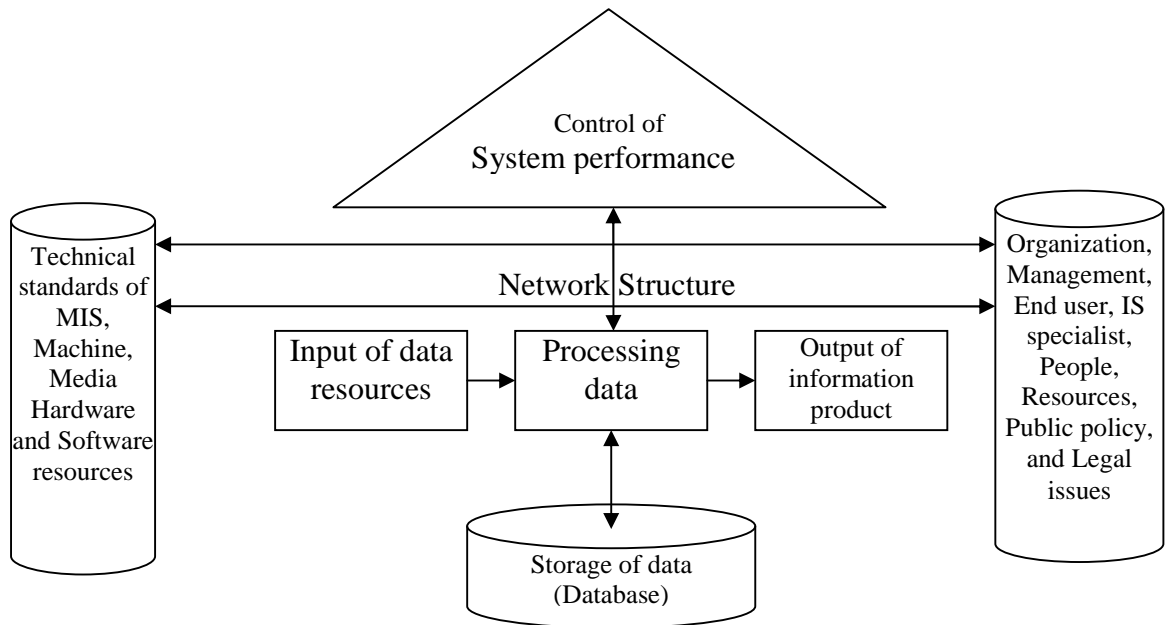 Control of
System performance
Technical
standards of
MIS,
Machine,
Media
Hardware
and Software
resources
Network Structure
Organization,
Management,
End user, IS
specialist,
People,
Resources,
Public policy,
and Legal
issues
Input of data
resources
Processing
data
Output of
information
product
Storage of data
(Database)